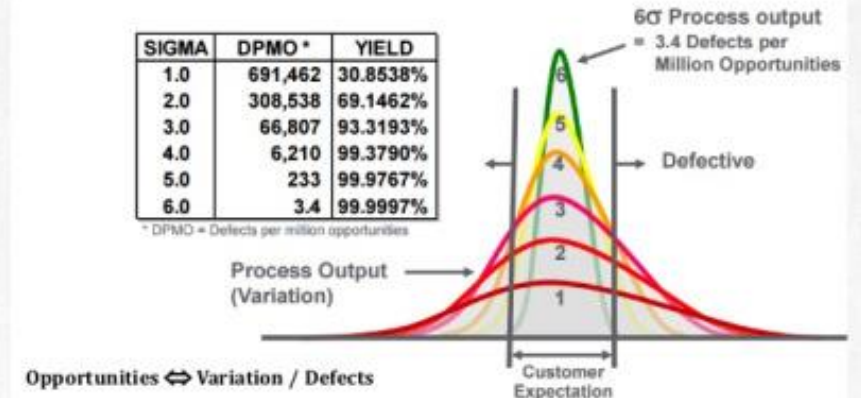 SIGMA DPMO * YIELD
1.0 691,462 30.8538%
2.0 308,538 69.1462%
3.0 66,807 93.3193%
4.0 6,210 99.3790%
5.0 233 99.9767%
6.0 3.4 99.9997%
* DPMO = Defects per million opportunities
6σ Process output
= 3.4 Defects per
Million Opportunities
6
5
4
3
2
1
Defective
Process Output
(Variation)
Customer
Expectation
Opportunities ⇔ Variation / Defects